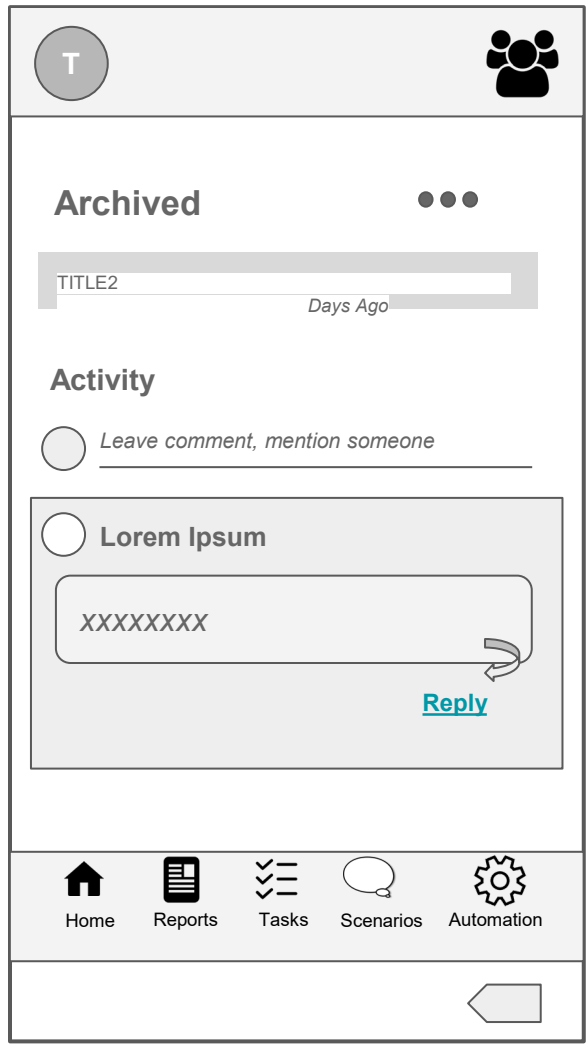 T
Archived
TITLE2
Days Ago
Activity
Leave comment, mention someone
Lorem Ipsum
XXXXXXXX
Reply
Home Reports Tasks Scenarios Automation